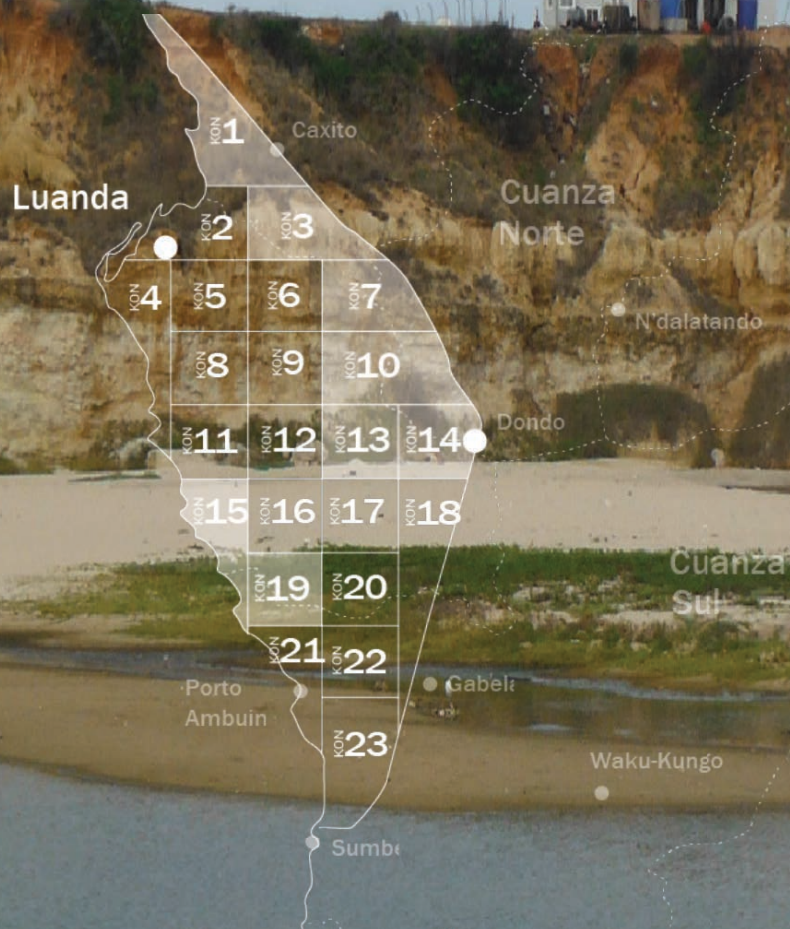 KON 1
Caxito
Luanda
Cuanza
Norte
KON 2
KON 3
KON 4
KON 5
KON 6
KON 7
N'dalatando
KON 8
KON 9
KON 10
Dondo
KON 11
KON 12
KON 13
KON 14
KON 15
KON 16
KON 17
KON 18
Cuanza
Sul
KON 19
KON 20
KON 21
KON 22
Porto
Ambuin
Gabela
KON 23
Waku-Kungo
Sumbe